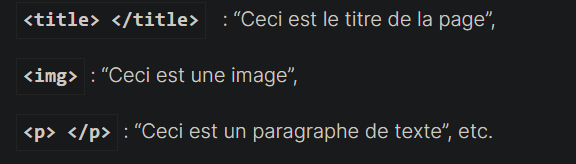 <title> </title> : “Ceci est le titre de la page”,
<img> : “Ceci est une image”,
<p> </p> : “Ceci est un paragraphe de texte”, etc.